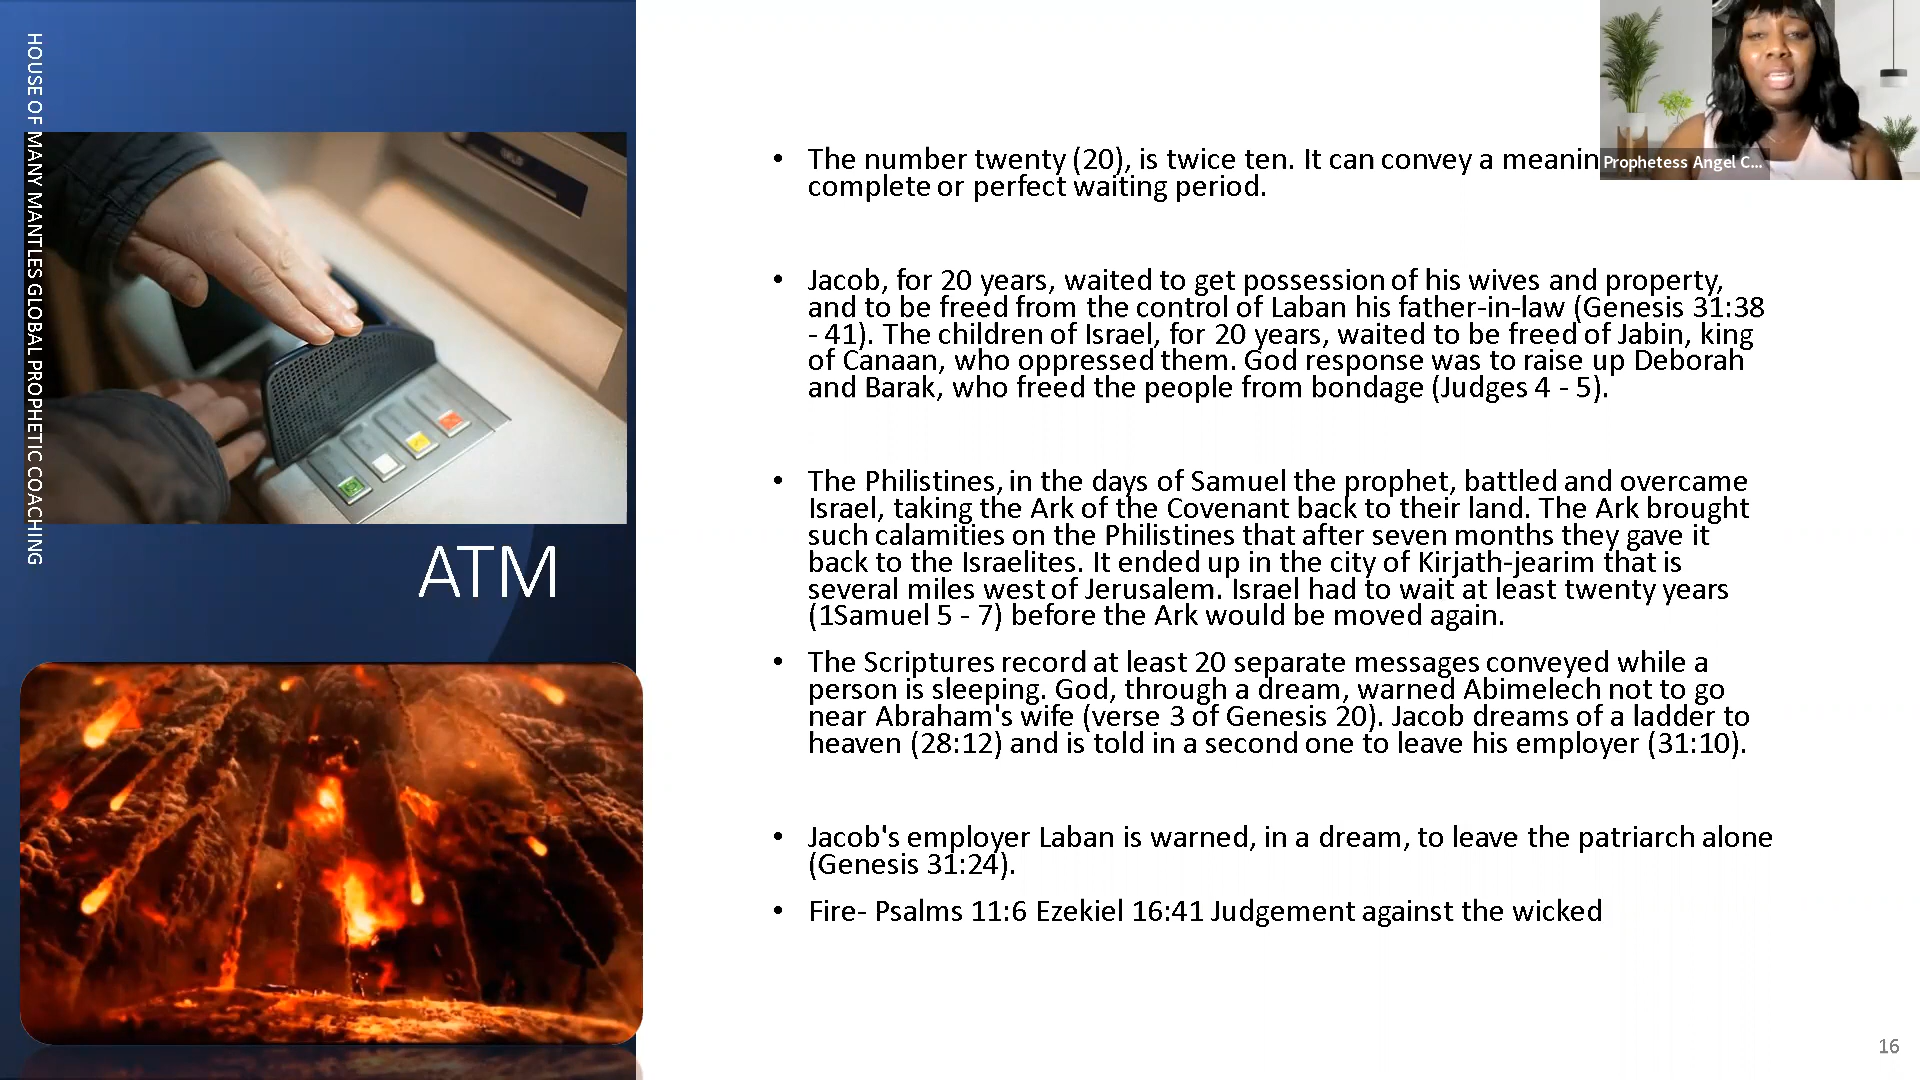 HOUSE OF MANY MANTLES GLOBAL PROPHETIC COACHING
ATM
• The number twenty (20), is twice ten. It can convey a meanin
complete or perfect waiting period.
• Jacob, for 20 years, waited to get possession of his wives and property,
and to be freed from the control of Laban his father-in-law (Genesis 31:38
- 41). The children of Israel, for 20 years, waited to be freed of Jabin, king
of Canaan, who oppressed them. God response was to raise up Deborah
and Barak, who freed the people from bondage (Judges 4 - 5).
• The Philistines, in the days of Samuel the prophet, battled and overcame
Israel, taking the Ark of the Covenant back to their land. The Ark brought
such calamities on the Philistines that after seven months they gave it
back to the Israelites. It ended up in the city of Kirjath-jearim that is
several miles west of Jerusalem. Israel had to wait at least twenty years
(1Samuel 5 - 7) before the Ark would be moved again.
• The Scriptures record at least 20 separate messages conveyed while a
person is sleeping. God, through a dream, warned Abimelech not to go
near Abraham's wife (verse 3 of Genesis 20). Jacob dreams of a ladder to
heaven (28:12) and is told in a second one to leave his employer (31:10).
• Jacob's employer Laban is warned, in a dream, to leave the patriarch alone
(Genesis 31:24).
• Fire- Psalms 11:6 Ezekiel 16:41 Judgement against the wicked
Prophetess Angel C...
16